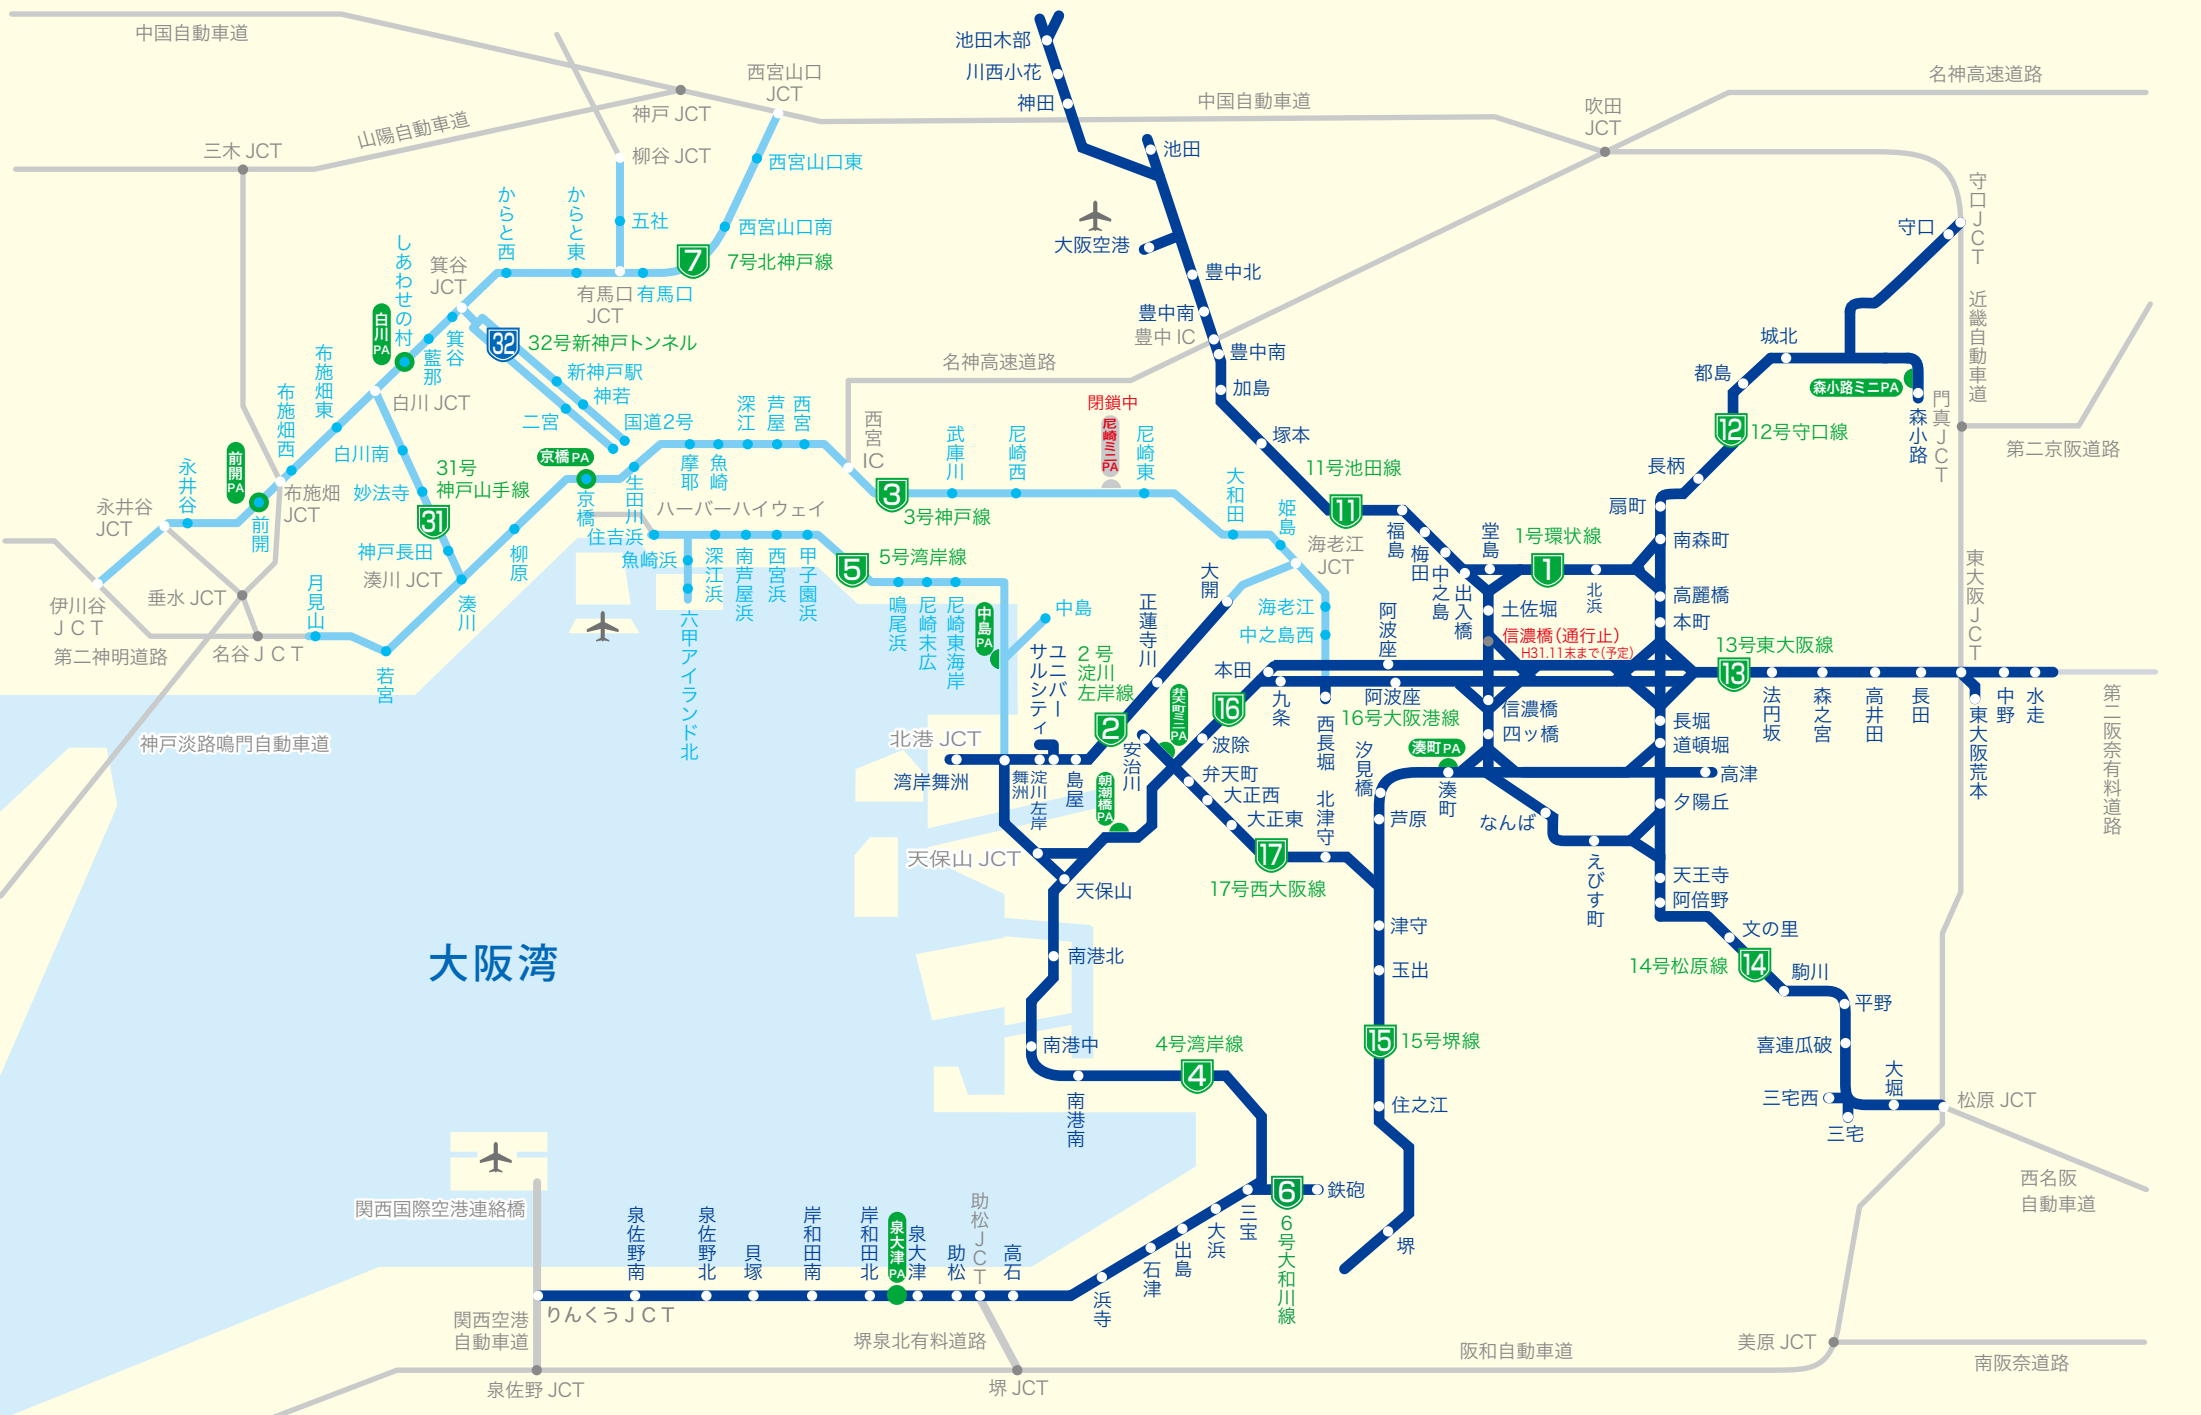 中国自動車道
山陽自動車道
三木 JCT
神戸 JCT
西宮山口
JCT
柳谷 JCT
中国自動車道
吹田
JCT
名神高速道路
池田木部
川西小花
神田
池田
大阪空港
豊中北
豊中南
豊中 IC
豊中南
加島
塚本
11号池田線
11
名神高速道路
西宮山口東
西宮山口南
五社
7
7号北神戸線
からと西
からと東
有馬口
JCT
有馬口
箕谷
JCT
しあわせの村
白川PA
藍那
箕谷
32
32号新神戸トンネル
新神戸駅
神若
二宮
国道2号
布施畑東
布施畑西
白川 JCT
白川南
妙法寺
31号
神戸山手線
31
神戸長田
湊川 JCT
湊川
前開PA
前開
布施畑
JCT
永井谷
永井谷
JCT
伊川谷
JCT
第二神明道路
垂水 JCT
名谷JCT
月見山
若宮
柳原
京橋PA
京橋
生田川
摩耶
魚崎
深江
芦屋
西宮
西宮
IC
3
3号神戸線
武庫川
尼崎西
閉鎖中
尼崎ミニPA
尼崎東
大和田
姫島
海老江
JCT
海老江
中之島西
ハーバーハイウェイ
住吉浜
魚崎浜
六甲アイランド北
深江浜
南芦屋浜
西宮浜
甲子園浜
5
5号湾岸線
鳴尾浜
尼崎末広
尼崎東海岸
中島PA
中島
神戸淡路鳴門自動車道
大阪湾
北港 JCT
湾岸舞洲
舞洲
ユニバーサルシティ
淀川左岸
島屋
2号
淀川
左岸線
2
正蓮寺川
大開
安治川
弁天町ミニPA
朝潮橋PA
16
16号大阪港線
波除
弁天町
大正西
大正東
17
17号西大阪線
北津守
西長堀
九条
本田
阿波座
阿波座
天保山 JCT
天保山
南港北
南港中
南港南
4号湾岸線
4
福島
梅田
中之島
出入橋
堂島
1号環状線
1
北浜
土佐堀
信濃橋(通行止)
H31.11末まで(予定)
信濃橋
四ッ橋
湊町PA
湊町
汐見橋
芦原
なんば
えびす町
高津
夕陽丘
天王寺
阿倍野
道頓堀
長堀
本町
高麗橋
南森町
扇町
長柄
12
12号守口線
都島
城北
森小路ミニPA
森小路
守口
守口JCT
近畿自動車道
門真JCT
第二京阪道路
東大阪JCT
13号東大阪線
13
法円坂
森之宮
高井田
長田
東大阪荒本
中野
水走
第二阪奈有料道路
文の里
14号松原線
14
駒川
平野
喜連瓜破
三宅西
三宅
大堀
松原 JCT
西名阪
自動車道
津守
玉出
15
15号堺線
住之江
堺
6
6号大和川線
鉄砲
三宝
大浜
出島
石津
浜寺
高石
助松JCT
助松
泉大津
泉大津PA
岸和田北
岸和田南
貝塚
泉佐野北
泉佐野南
関西国際空港連絡橋
りんくうJCT
関西空港
自動車道
泉佐野 JCT
堺泉北有料道路
堺 JCT
阪和自動車道
美原 JCT
南阪奈道路